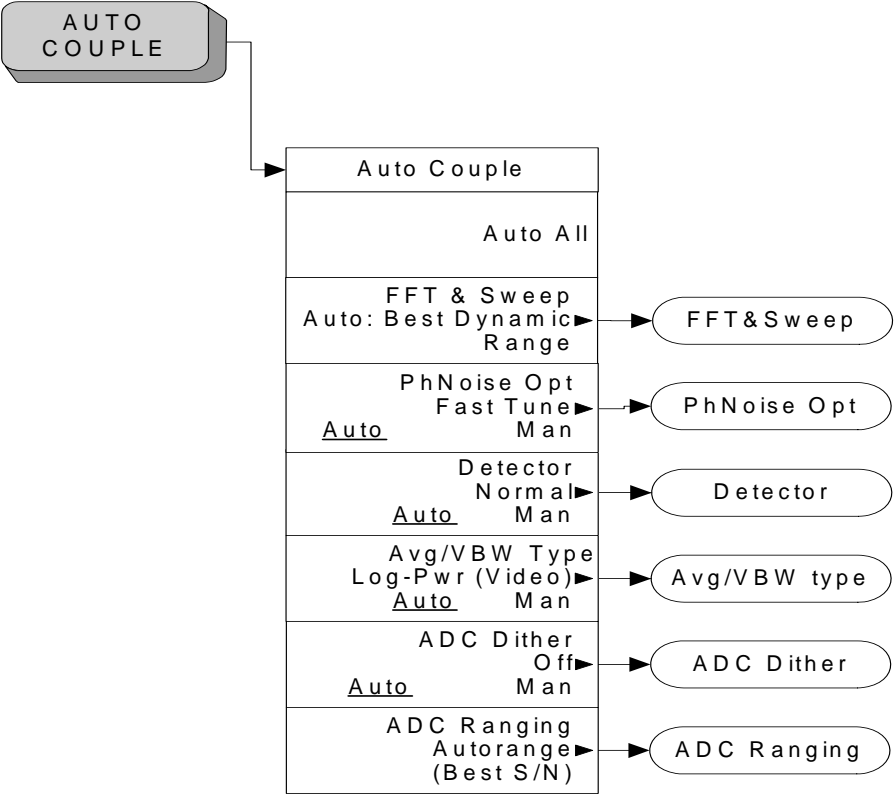 AUTO
COUPLE
Auto Couple
Auto All
FFT & Sweep
Auto: Best Dynamic
Range
FFT&Sweep
PhNoise Opt
Fast Tune
Auto Man
PhNoise Opt
Detector
Normal
Auto Man
Detector
Avg/VBW Type
Log-Pwr (Video)
Auto Man
Avg/VBW type
ADC Dither
Off
Auto Man
ADC Dither
ADC Ranging
Autorange
(Best S/N)
ADC Ranging